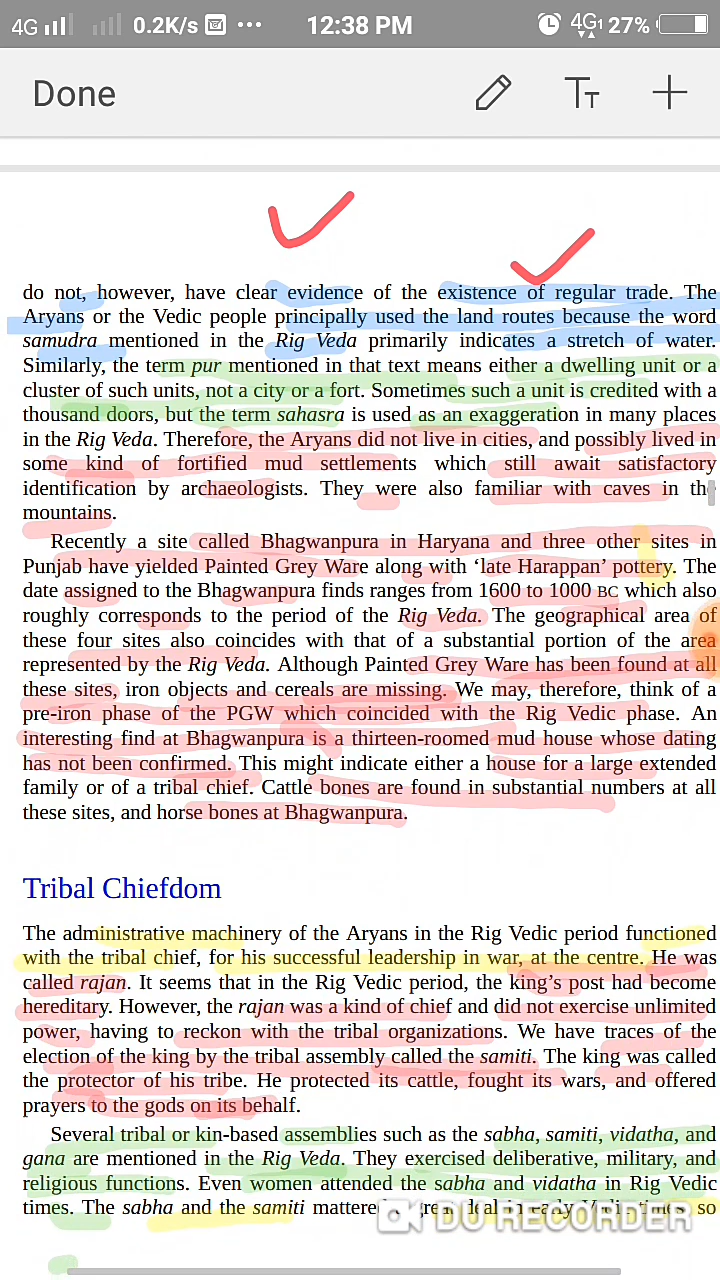 4G 0.2K/s 12:38 PM 4G1 27%
Done TT +
do not, however, have clear evidence of the existence of regular trade. The
Aryans or the Vedic people principally used the land routes because the word
samudra mentioned in the Rig Veda primarily indicates a stretch of water.
Similarly, the term pur mentioned in that text means either a dwelling unit or a
cluster of such units, not a city or a fort. Sometimes such a unit is credited with a
thousand doors, but the term sahasra is used as an exaggeration in many places
in the Rig Veda. Therefore, the Aryans did not live in cities, and possibly lived in
some kind of fortified mud settlements which still await satisfactory
identification by archaeologists. They were also familiar with caves in the
mountains.
Recently a site called Bhagwanpura in Haryana and three other sites in
Punjab have yielded Painted Grey Ware along with ‘late Harappan’ pottery. The
date assigned to the Bhagwanpura finds ranges from 1600 to 1000 BC which also
roughly corresponds to the period of the Rig Veda. The geographical area of
these four sites also coincides with that of a substantial portion of the area
represented by the Rig Veda. Although Painted Grey Ware has been found at all
these sites, iron objects and cereals are missing. We may, therefore, think of a
pre-iron phase of the PGW which coincided with the Rig Vedic phase. An
interesting find at Bhagwanpura is a thirteen-roomed mud house whose dating
has not been confirmed. This might indicate either a house for a large extended
family or of a tribal chief. Cattle bones are found in substantial numbers at all
these sites, and horse bones at Bhagwanpura.
Tribal Chiefdom
The administrative machinery of the Aryans in the Rig Vedic period functioned
with the tribal chief, for his successful leadership in war, at the centre. He was
called rajan. It seems that in the Rig Vedic period, the king’s post had become
hereditary. However, the rajan was a kind of chief and did not exercise unlimited
power, having to reckon with the tribal organizations. We have traces of the
election of the king by the tribal assembly called the samiti. The king was called
the protector of his tribe. He protected its cattle, fought its wars, and offered
prayers to the gods on its behalf.
Several tribal or kin-based assemblies such as the sabha, samiti, vidatha, and
gana are mentioned in the Rig Veda. They exercised deliberative, military, and
religious functions. Even women attended the sabha and vidatha in Rig Vedic
times. The sabha and the samiti mattered a great deal in early Vedic times, so
DU RECORDER